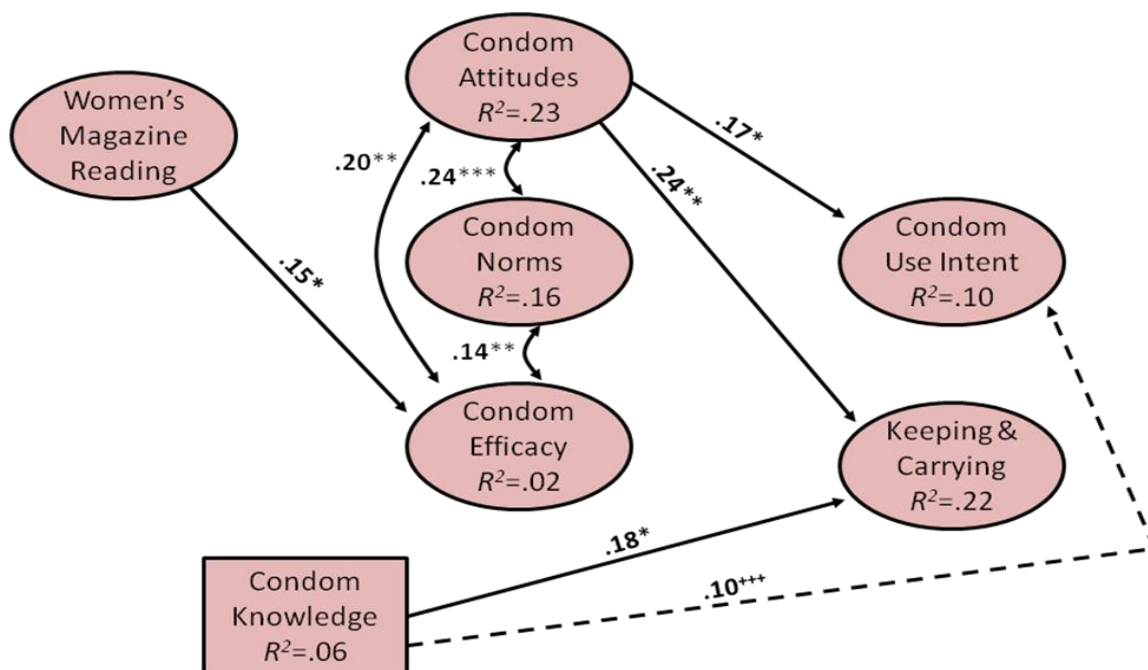 Women's
Magazine
Reading
Condom
Attitudes
R²=.23
.20**
.24***
.17*
.24**
Condom
Norms
R²=.16
Condom
Use Intent
R²=.10
.15*
.14**
Condom
Efficacy
R²=.02
Keeping &
Carrying
R²=.22
.18*
.10+++
Condom
Knowledge
R²=.06